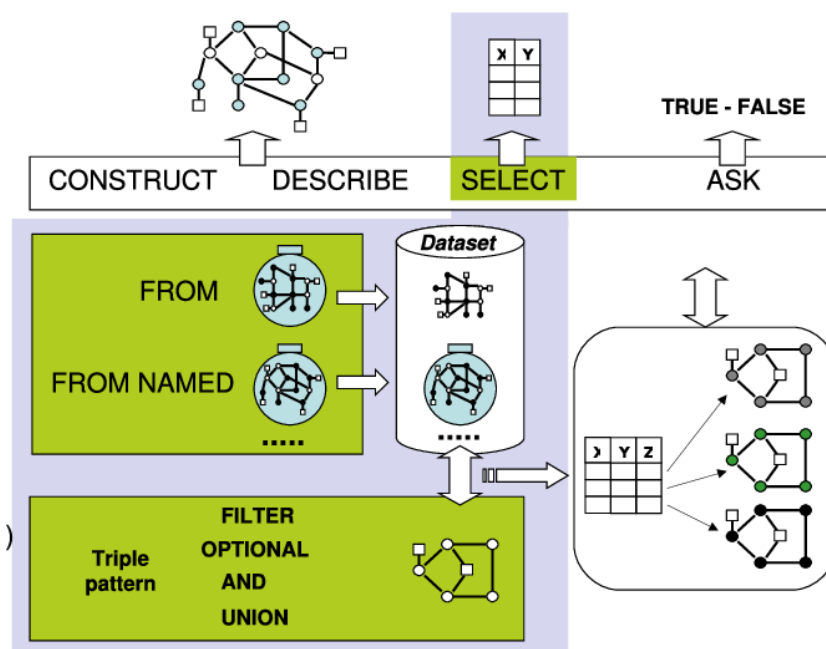 X Y
TRUE - FALSE
CONSTRUCT DESCRIBE SELECT ASK
Dataset
FROM
FROM NAMED
.....
.....
X Y Z
)
Triple
pattern
FILTER
OPTIONAL
AND
UNION